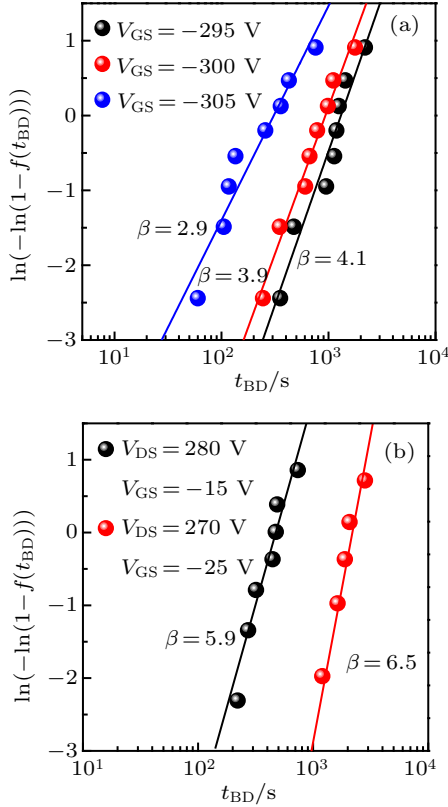 (a)
V_GS = −295 V
V_GS = −300 V
V_GS = −305 V
ln(−ln(1−f(t_BD))))
1
0
-1
-2
-3
β = 2.9
β = 3.9
β = 4.1
10^1
10^2
10^3
10^4
t_BD/s
(b)
V_DS = 280 V
V_GS = −15 V
V_DS = 270 V
V_GS = −25 V
ln(−ln(1−f(t_BD))))
1
0
-1
-2
-3
β = 5.9
β = 6.5
10^1
10^2
10^3
10^4
t_BD/s